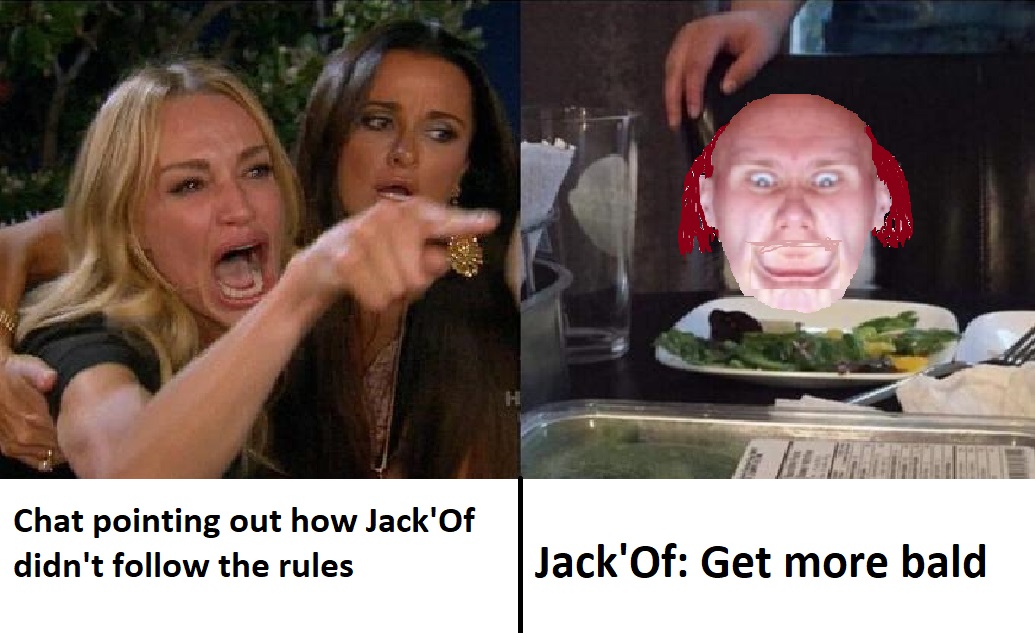 Chat pointing out how Jack'Of
didn't follow the rules
Jack'Of: Get more bald